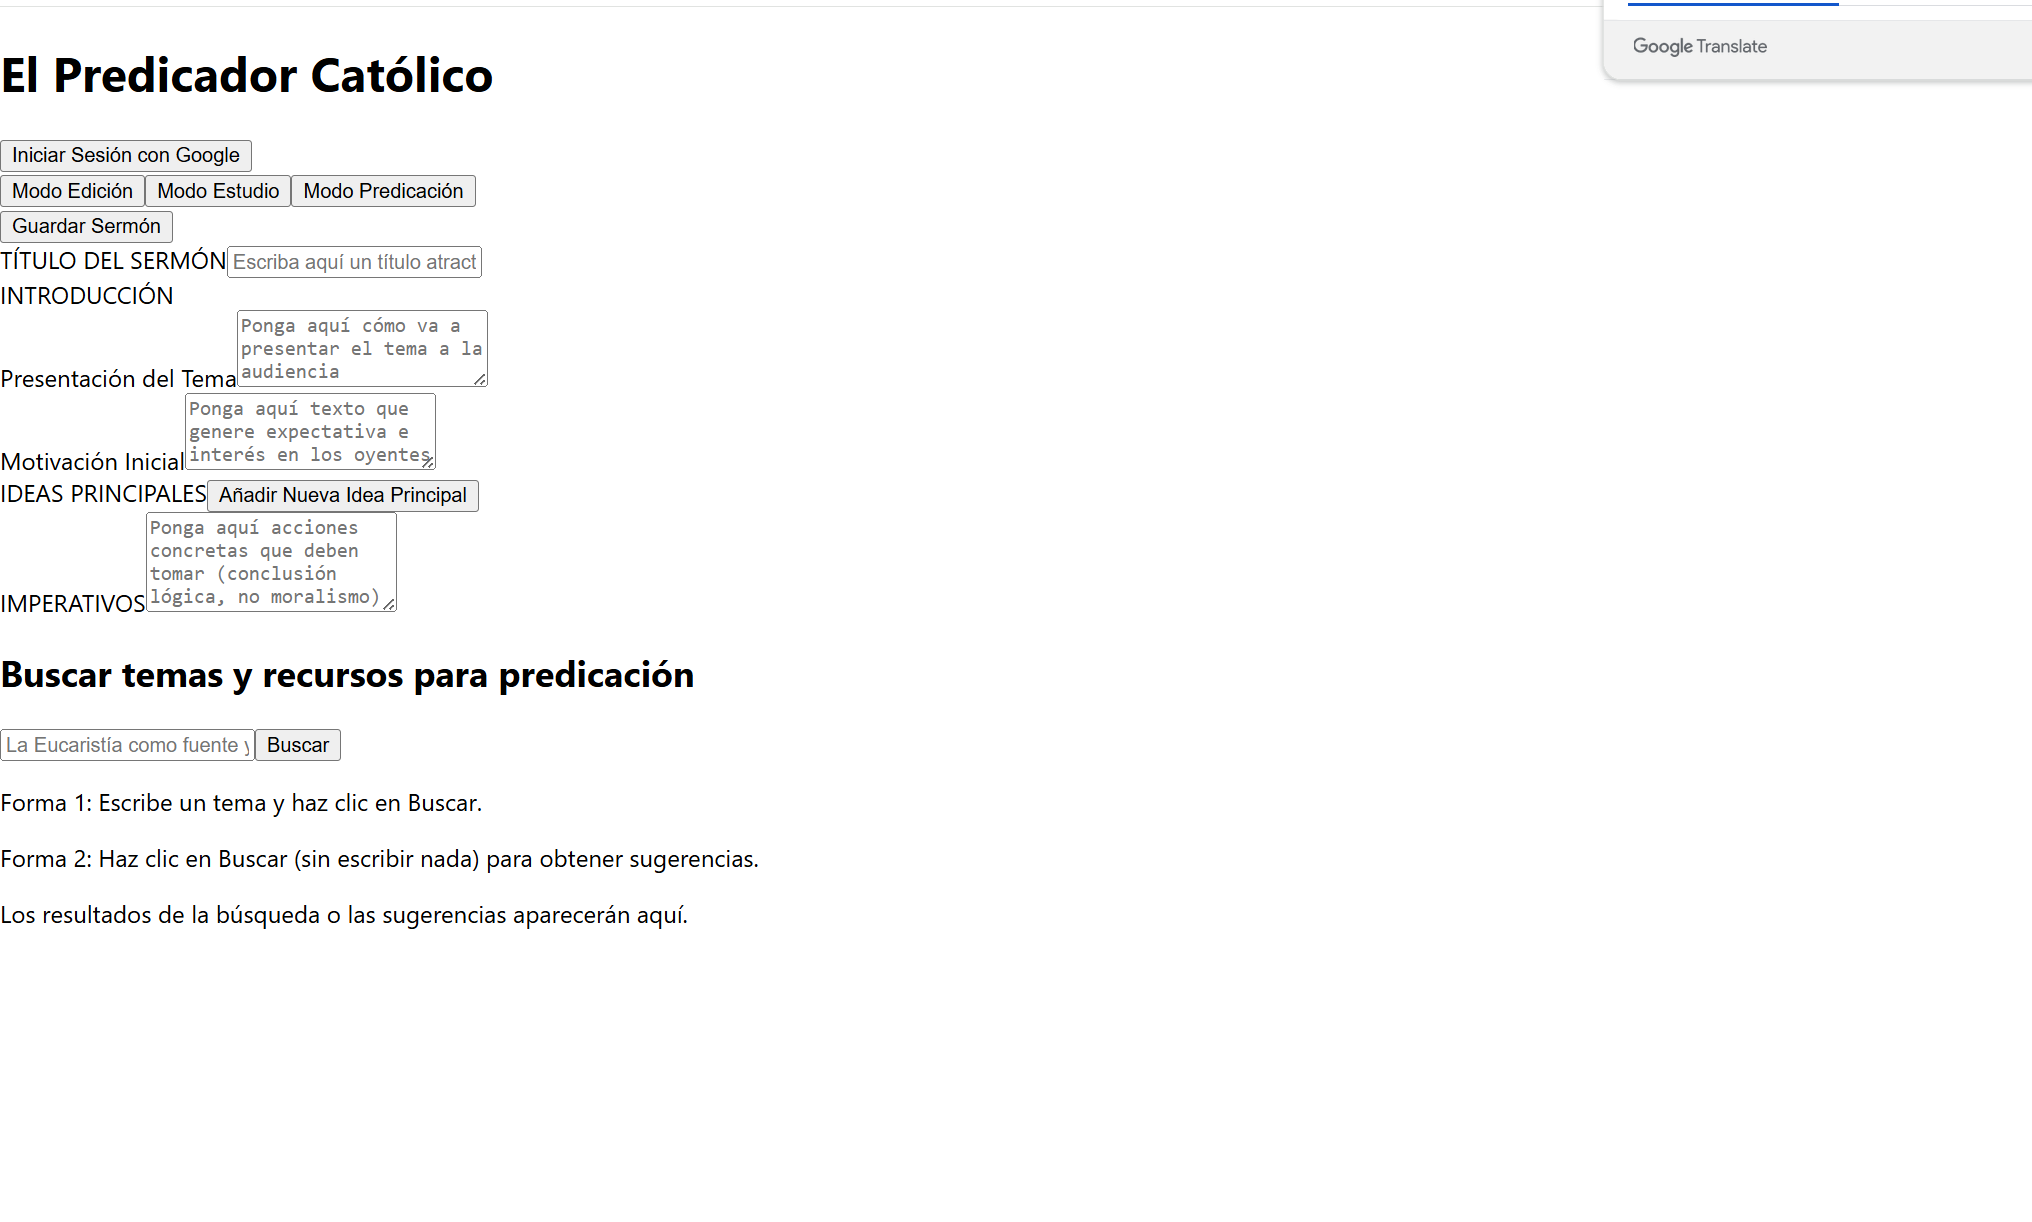 Google Translate
El Predicador Católico
Iniciar Sesión con Google
Modo Edición Modo Estudio Modo Predicación
Guardar Sermón
TÍTULO DEL SERMÓN Escriba aquí un título atract
INTRODUCCIÓN
Presentación del Tema
Ponga aquí cómo va a
presentar el tema a la
audiencia
Motivación Inicial
Ponga aquí texto que
genere expectativa e
interés en los oyentes
IDEAS PRINCIPALES Añadir Nueva Idea Principal
IMPERATIVOS
Ponga aquí acciones
concretas que deben
tomar (conclusión
lógica, no moralismo)
Buscar temas y recursos para predicación
La Eucaristía como fuente y Buscar
Forma 1: Escribe un tema y haz clic en Buscar.
Forma 2: Haz clic en Buscar (sin escribir nada) para obtener sugerencias.
Los resultados de la búsqueda o las sugerencias aparecerán aquí.